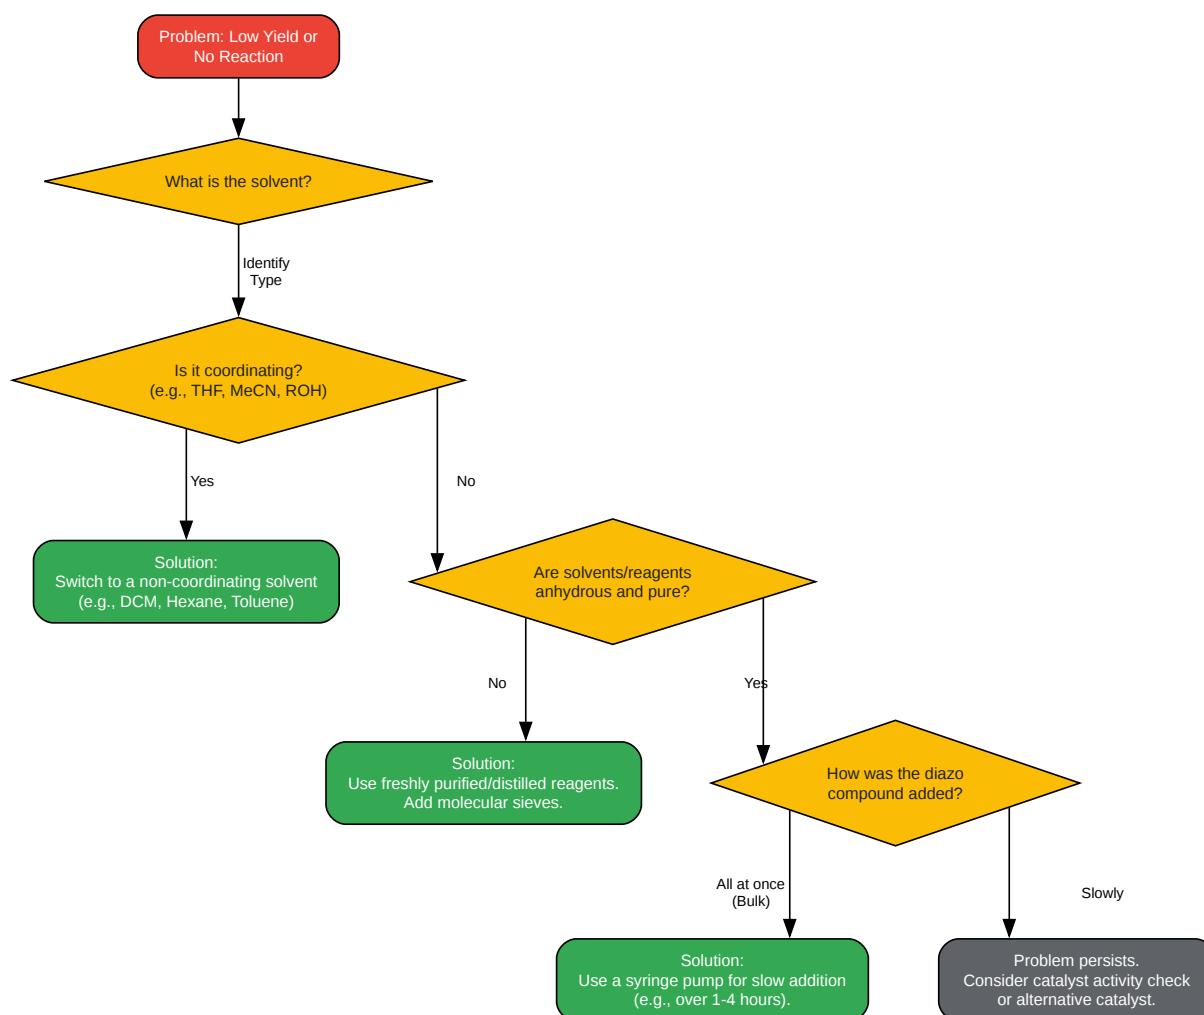 Problem: Low Yield or
No Reaction
What is the solvent?
Identify
Type
Is it coordinating?
(e.g., THF, MeCN, ROH)
Yes
No
Solution:
Switch to a non-coordinating solvent
(e.g., DCM, Hexane, Toluene)
Are solvents/reagents
anhydrous and pure?
No
Yes
Solution:
Use freshly purified/distilled reagents.
Add molecular sieves.
How was the diazo
compound added?
All at once
(Bulk)
Slowly
Solution:
Use a syringe pump for slow addition
(e.g., over 1-4 hours).
Problem persists.
Consider catalyst activity check
or alternative catalyst.